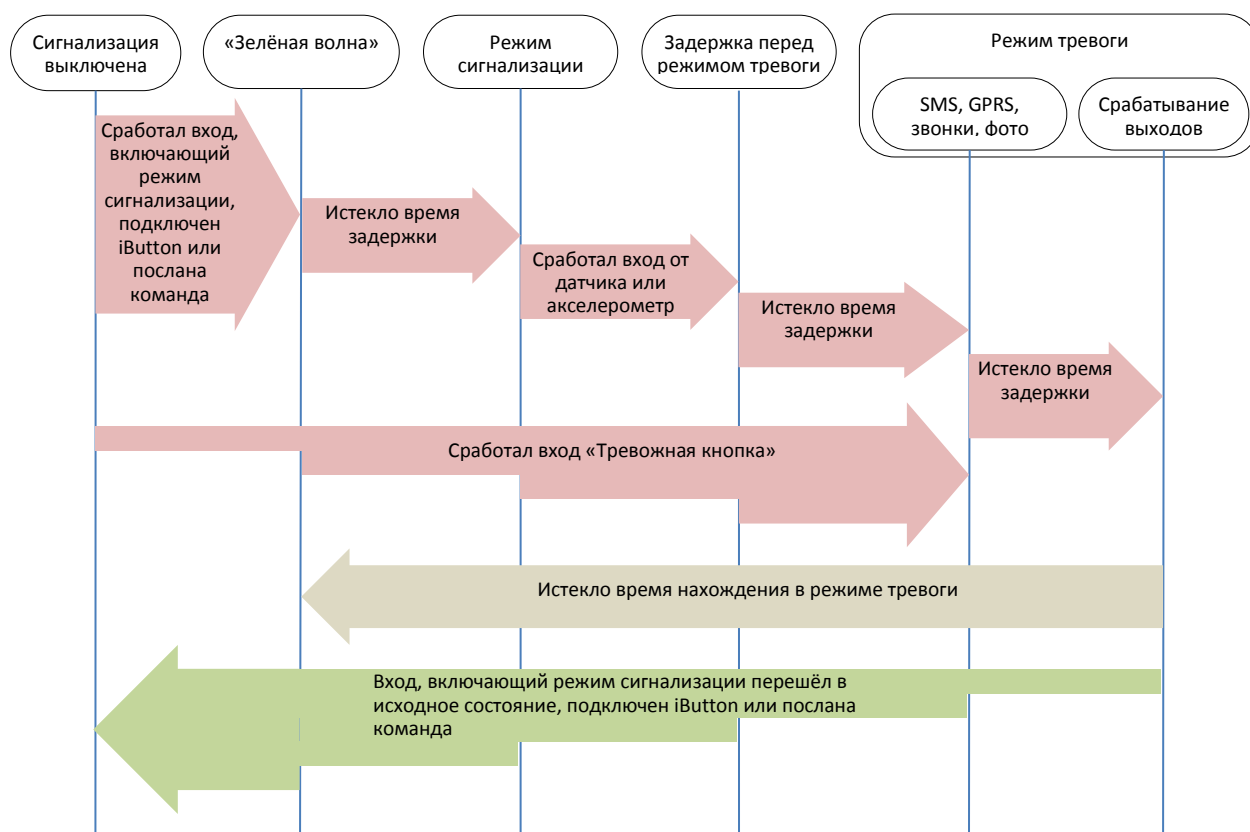 Сигнализация
выключена
«Зелёная волна»
Режим
сигнализации
Задержка перед
режимом тревоги
Режим тревоги
SMS, GPRS,
звонки, фото
Срабатывание
выходов
Сработал вход,
включающий
режим
сигнализации,
подключен
iButton или
послана
команда
Истекло время
задержки
Сработал вход от
датчика или
акселерометр
Истекло время
задержки
Истекло время
задержки
Сработал вход «Тревожная кнопка»
Истекло время нахождения в режиме тревоги
Вход, включающий режим сигнализации перешёл в
исходное состояние, подключен iButton или послана
команда